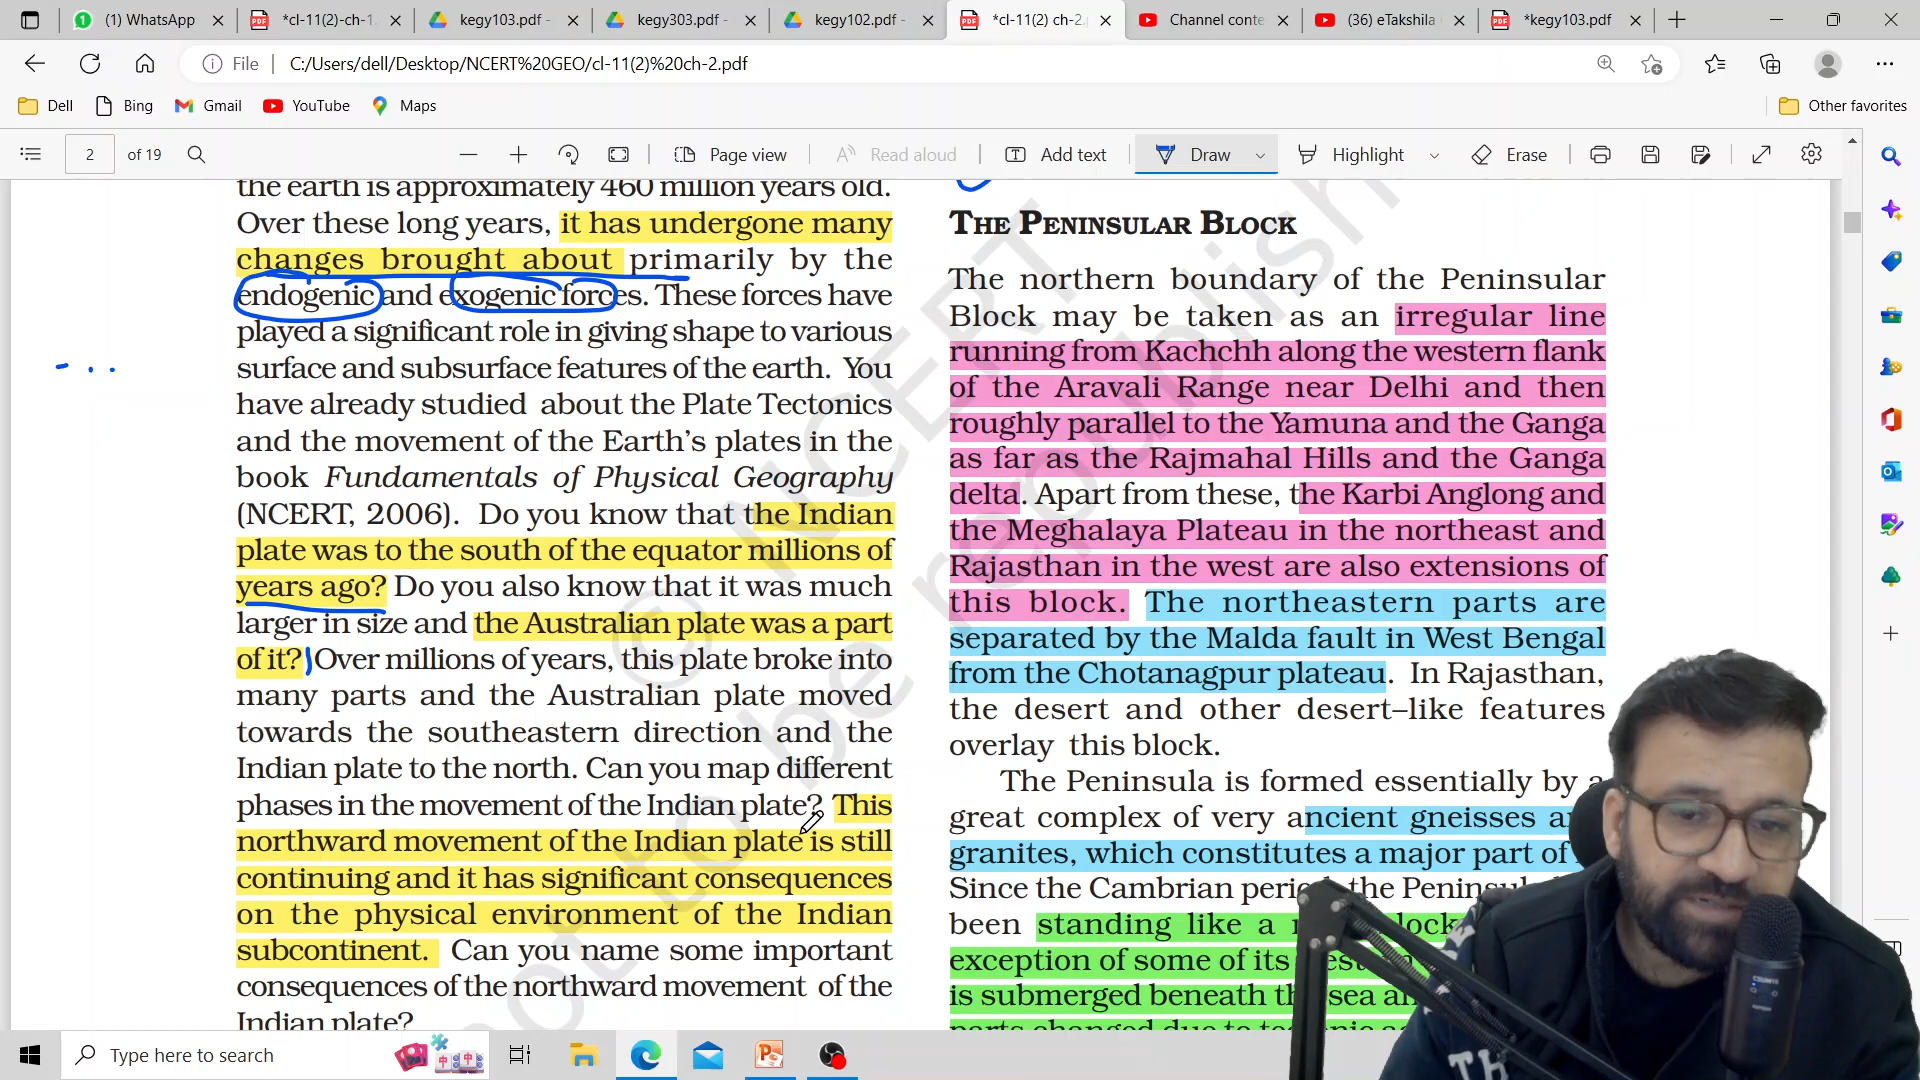 (1) WhatsApp
*cl-11(2)-ch-1.
kegy103.pdf -
kegy303.pdf -
kegy102.pdf -
*cl-11(2) ch-2.
Channel conte
(36) eTakshila
*kegy103.pdf
File
C:/Users/dell/Desktop/NCERT%20GEO/cl-11(2)%20ch-2.pdf
Dell
Bing
Gmail
YouTube
Maps
Other favorites
2
of 19
Page view
Read aloud
Add text
Draw
Highlight
Erase
the earth is approximately 460 million years old.
Over these long years, it has undergone many
changes brought about primarily by the
endogenic and exogenic forces. These forces have
played a significant role in giving shape to various
surface and subsurface features of the earth. You
have already studied about the Plate Tectonics
and the movement of the Earth’s plates in the
book Fundamentals of Physical Geography
(NCERT, 2006). Do you know that the Indian
plate was to the south of the equator millions of
years ago? Do you also know that it was much
larger in size and the Australian plate was a part
of it? Over millions of years, this plate broke into
many parts and the Australian plate moved
towards the southeastern direction and the
Indian plate to the north. Can you map different
phases in the movement of the Indian plate? This
northward movement of the Indian plate is still
continuing and it has significant consequences
on the physical environment of the Indian
subcontinent. Can you name some important
consequences of the northward movement of the
Indian plate?
THE PENINSULAR BLOCK
The northern boundary of the Peninsular
Block may be taken as an irregular line
running from Kachchh along the western flank
of the Aravali Range near Delhi and then
roughly parallel to the Yamuna and the Ganga
as far as the Rajmahal Hills and the Ganga
delta. Apart from these, the Karbi Anglong and
the Meghalaya Plateau in the northeast and
Rajasthan in the west are also extensions of
this block. The northeastern parts are
separated by the Malda fault in West Bengal
from the Chotanagpur plateau. In Rajasthan,
the desert and other desert–like features
overlay this block.
The Peninsula is formed essentially by a
great complex of very ancient gneisses
granites, which constitutes a major part of
Since the Cambrian period, the
been standing like a
exception of some of its
is submerged beneath the sea
parts changed due to
© NCERT
not to be republish
Type here to search